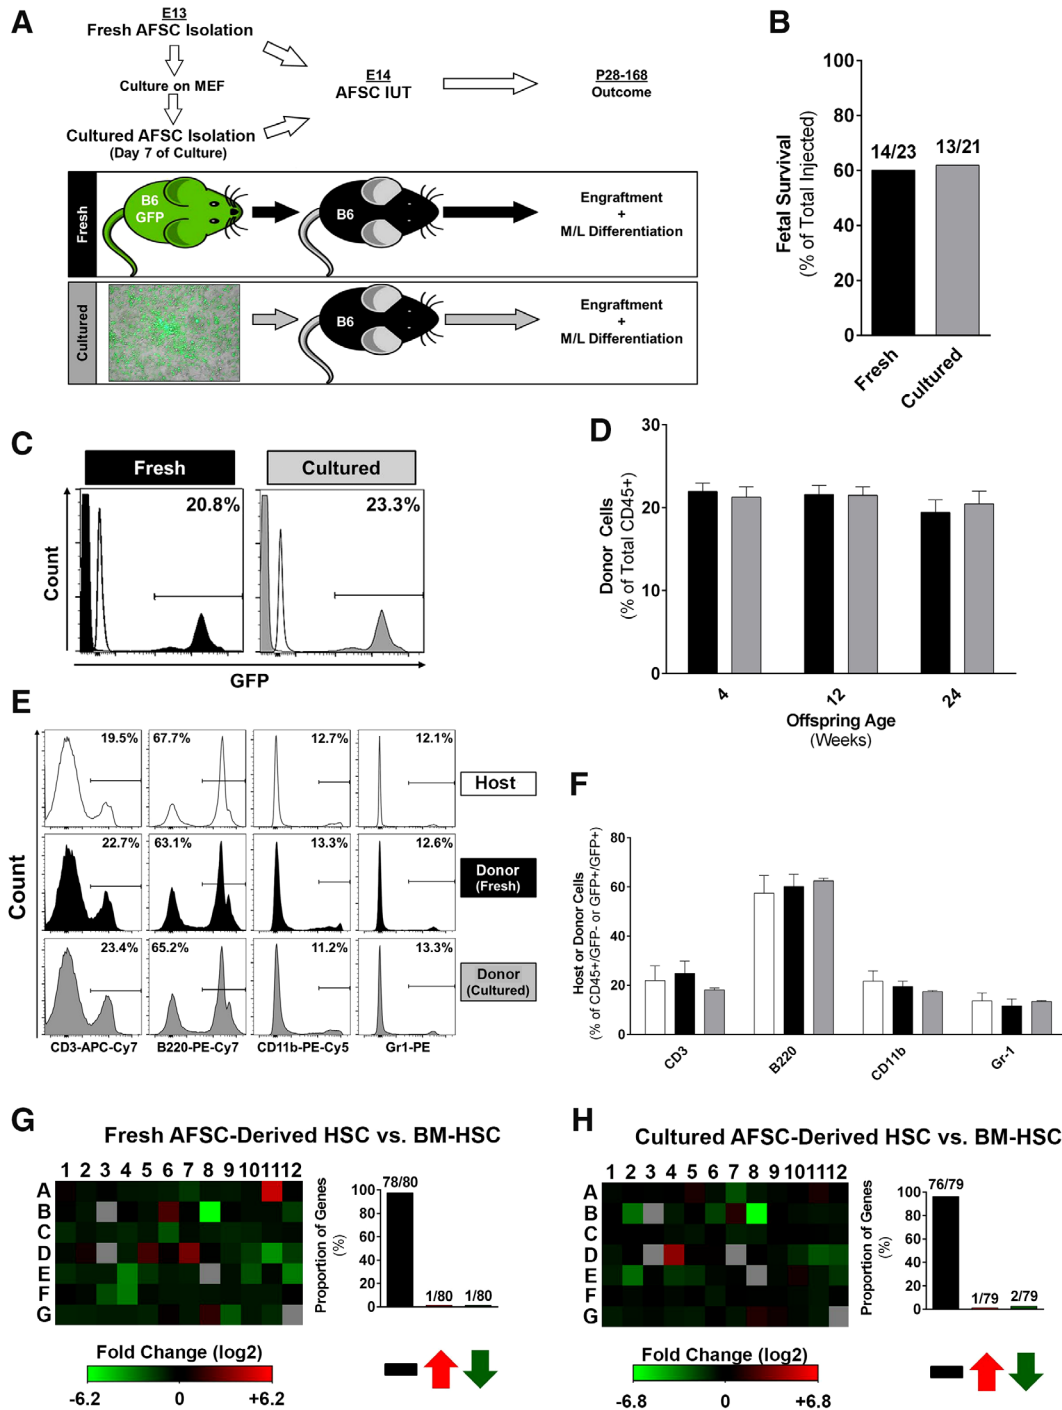 A
E13
Fresh AFSC Isolation
Culture on MEF
Cultured AFSC Isolation
(Day 7 of Culture)
E14
AFSC IUT
P28-168
Outcome
Fresh
B6
GFP
B6
Engraftment
+
M/L Differentiation
Cultured
B6
Engraftment
+
M/L Differentiation
B
Fetal Survival
(% of Total Injected)
100
80
60
40
20
0
14/23
13/21
Fresh
Cultured
C
Fresh
Cultured
20.8%
23.3%
Count
GFP
D
Donor Cells
(% of Total CD45+)
30
20
10
0
4
12
24
Offspring Age
(Weeks)
E
19.5%
67.7%
12.7%
12.1%
Host
22.7%
63.1%
13.3%
12.6%
Donor
(Fresh)
23.4%
65.2%
11.2%
13.3%
Donor
(Cultured)
Count
CD3-APC-Cy7
B220-PE-Cy7
CD11b-PE-Cy5
Gr1-PE
F
Host or Donor Cells
(% of CD45+/GFP- or GFP+/GFP+)
80
60
40
20
0
CD3
B220
CD11b
Gr-1
G
Fresh AFSC-Derived HSC vs. BM-HSC
1 2 3 4 5 6 7 8 9 10 11 12
A
B
C
D
E
F
G
Proportion of Genes
(%)
100
80
60
40
20
0
78/80
1/80
1/80
Fold Change (log2)
-6.2
0
+6.2
H
Cultured AFSC-Derived HSC vs. BM-HSC
1 2 3 4 5 6 7 8 9 10 11 12
A
B
C
D
E
F
G
Proportion of Genes
(%)
100
80
60
40
20
0
76/79
1/79
2/79
Fold Change (log2)
-6.8
0
+6.8